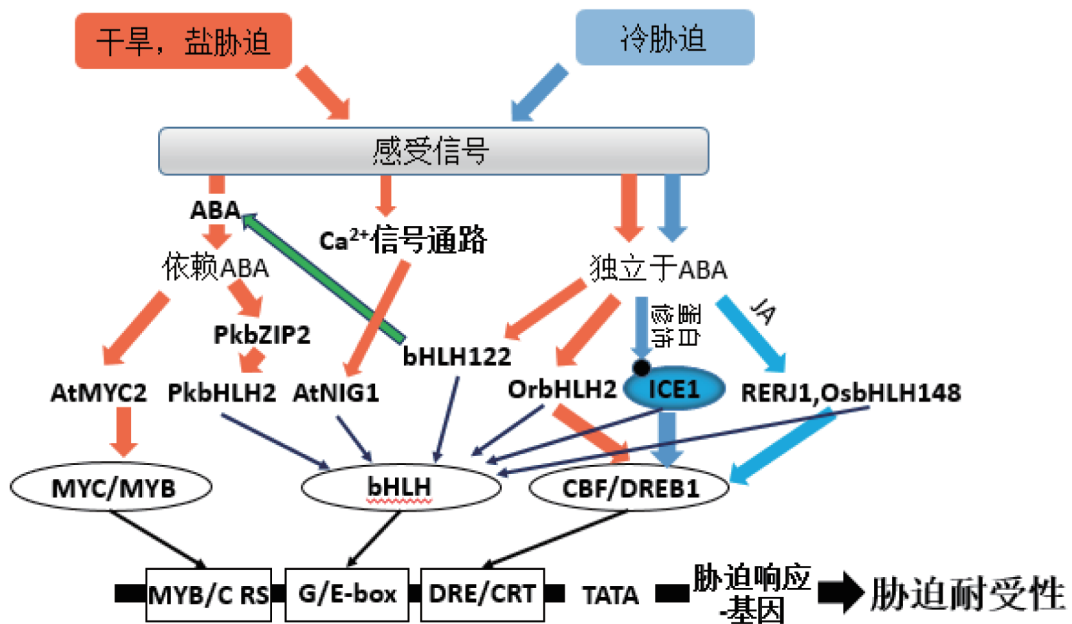 干旱，盐胁迫
冷胁迫
感受信号
ABA
Ca²⁺信号通路
依赖ABA
独立于ABA
蛋白
修饰
JA
PkbZIP2
bHLH122
AtMYC2
PkbHLH2
AtNIG1
OrbHLH2
ICE1
RERJ1,OsbHLH148
MYC/MYB
bHLH
CBF/DREB1
MYB/C RS
G/E-box
DRE/CRT
TATA
胁迫响应
-基因
胁迫耐受性